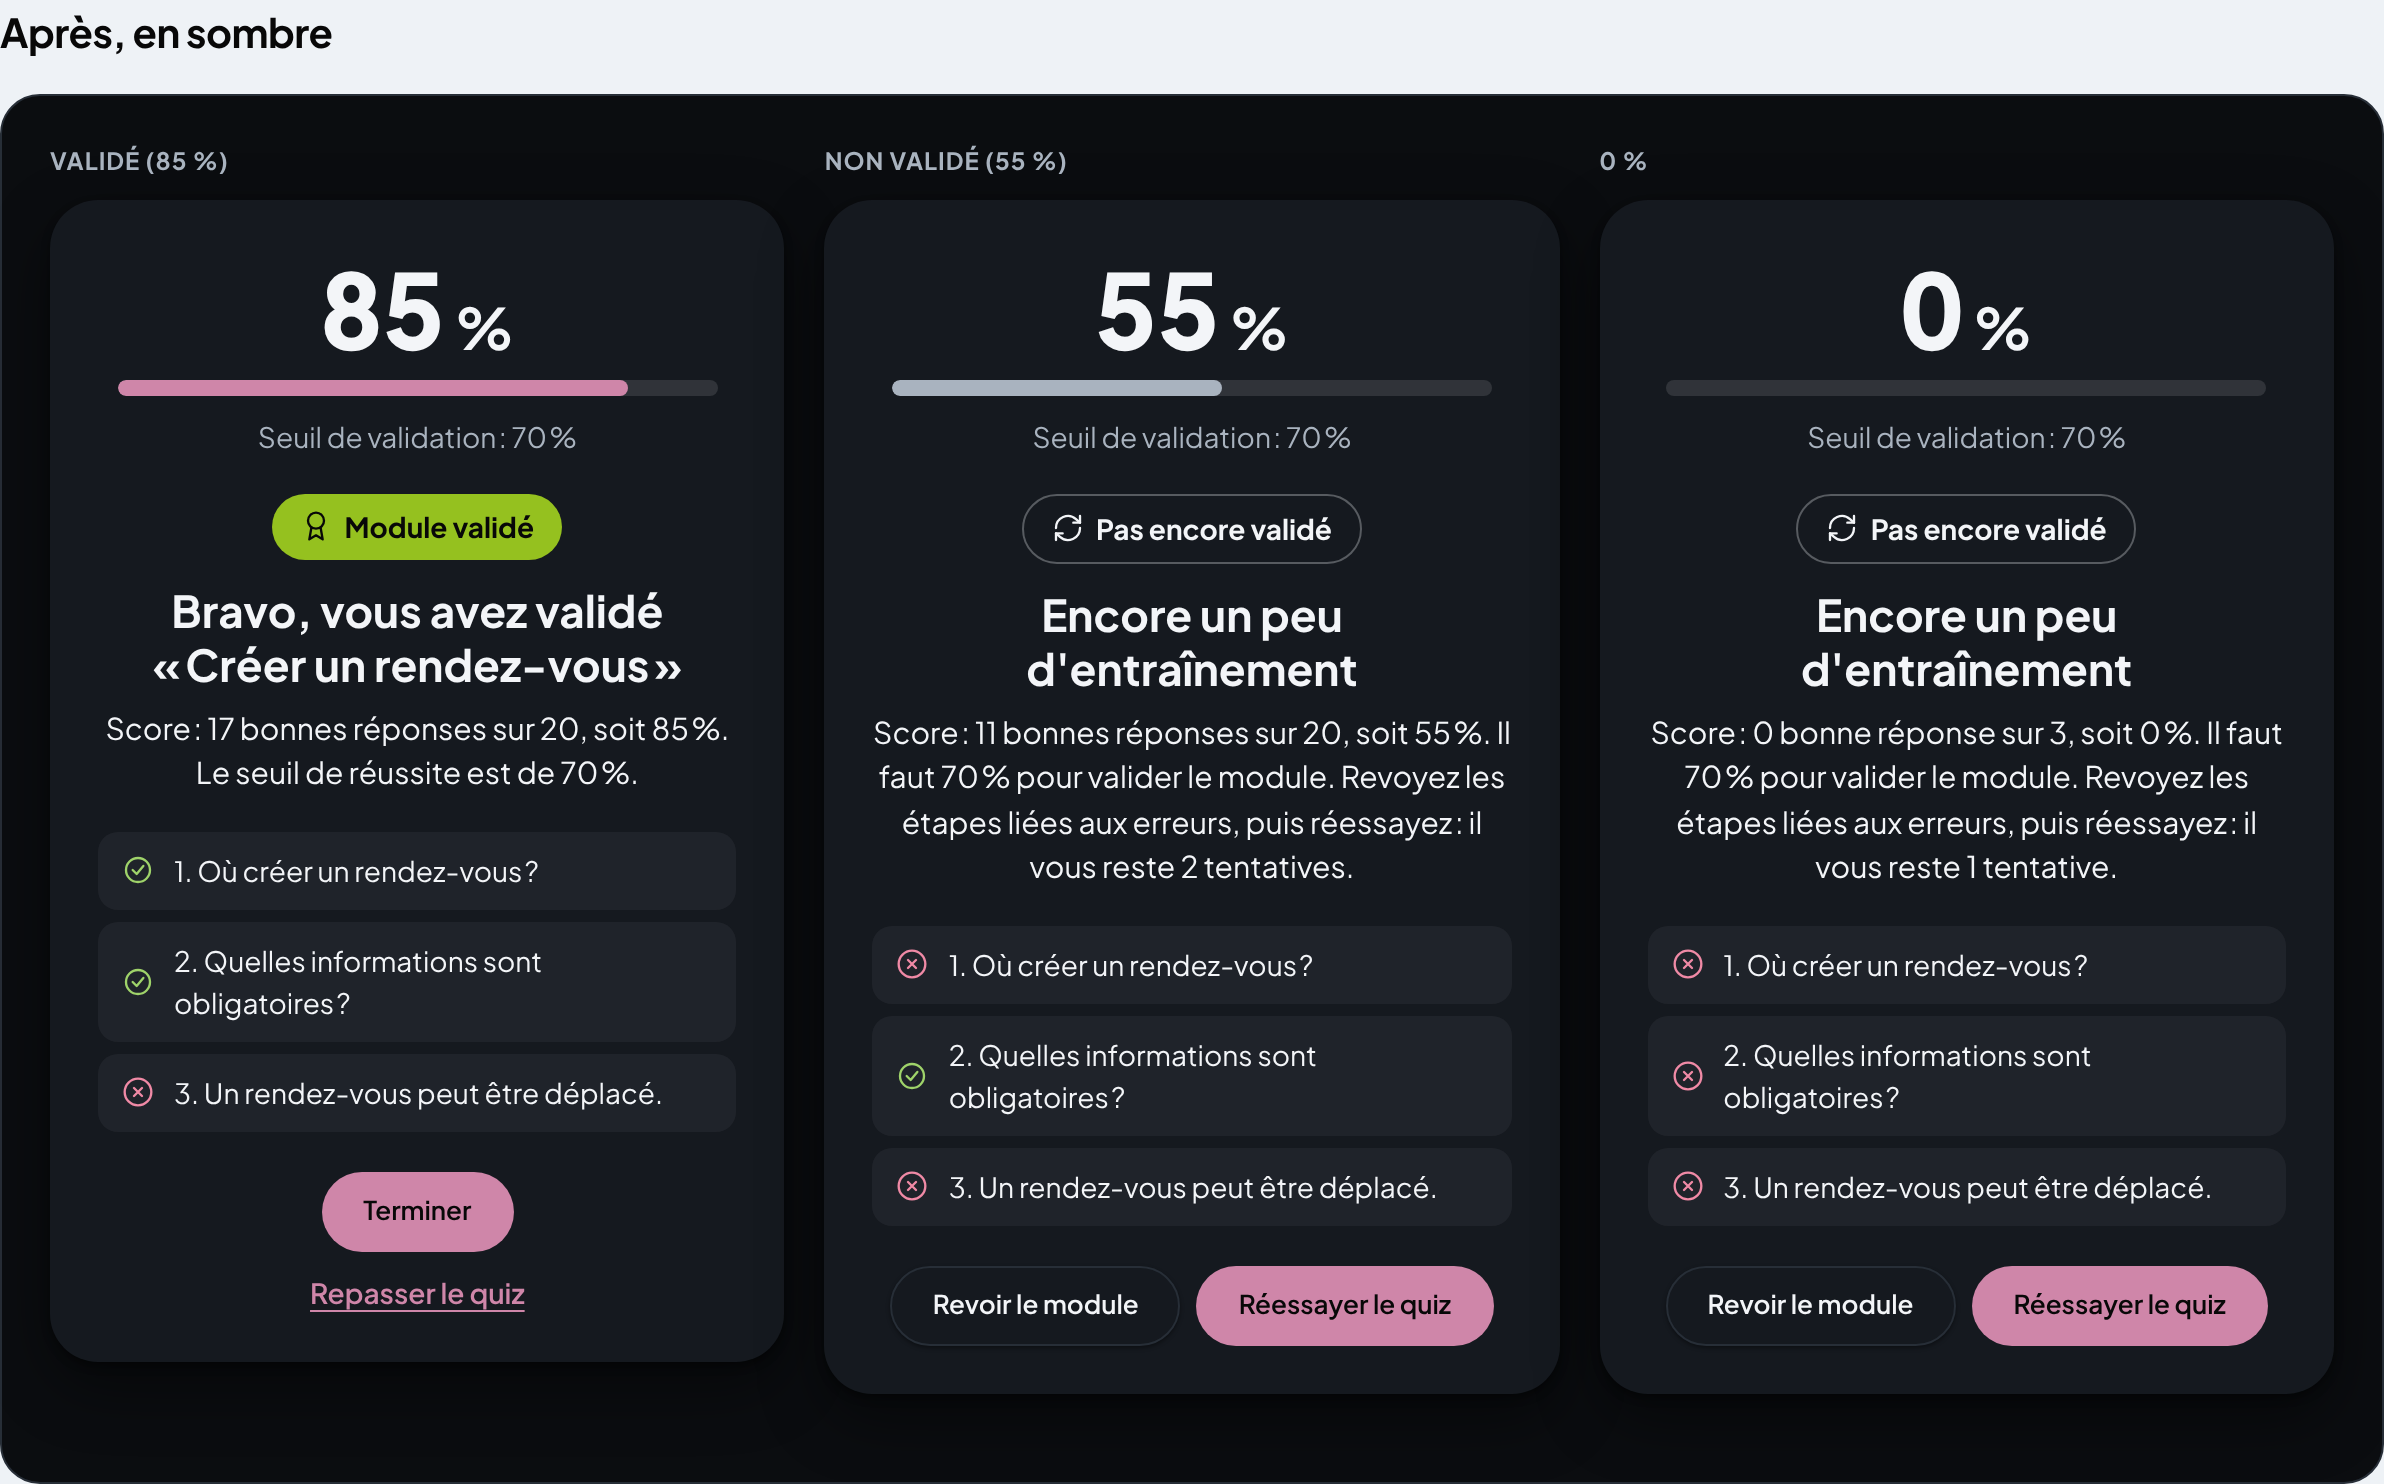 Après, en sombre
VALIDÉ (85 %)
85 %
Seuil de validation : 70 %
Module validé
Bravo, vous avez validé
« Créer un rendez-vous »
Score : 17 bonnes réponses sur 20, soit 85 %.
Le seuil de réussite est de 70 %.
1. Où créer un rendez-vous ?
2. Quelles informations sont
obligatoires ?
3. Un rendez-vous peut être déplacé.
Terminer
Repasser le quiz
NON VALIDÉ (55 %)
55 %
Seuil de validation : 70 %
Pas encore validé
Encore un peu
d'entraînement
Score : 11 bonnes réponses sur 20, soit 55 %. Il
faut 70 % pour valider le module. Revoyez les
étapes liées aux erreurs, puis réessayez : il
vous reste 2 tentatives.
1. Où créer un rendez-vous ?
2. Quelles informations sont
obligatoires ?
3. Un rendez-vous peut être déplacé.
Revoir le module
Réessayer le quiz
0 %
0 %
Seuil de validation : 70 %
Pas encore validé
Encore un peu
d'entraînement
Score : 0 bonne réponse sur 3, soit 0 %. Il faut
70 % pour valider le module. Revoyez les
étapes liées aux erreurs, puis réessayez : il
vous reste 1 tentative.
1. Où créer un rendez-vous ?
2. Quelles informations sont
obligatoires ?
3. Un rendez-vous peut être déplacé.
Revoir le module
Réessayer le quiz